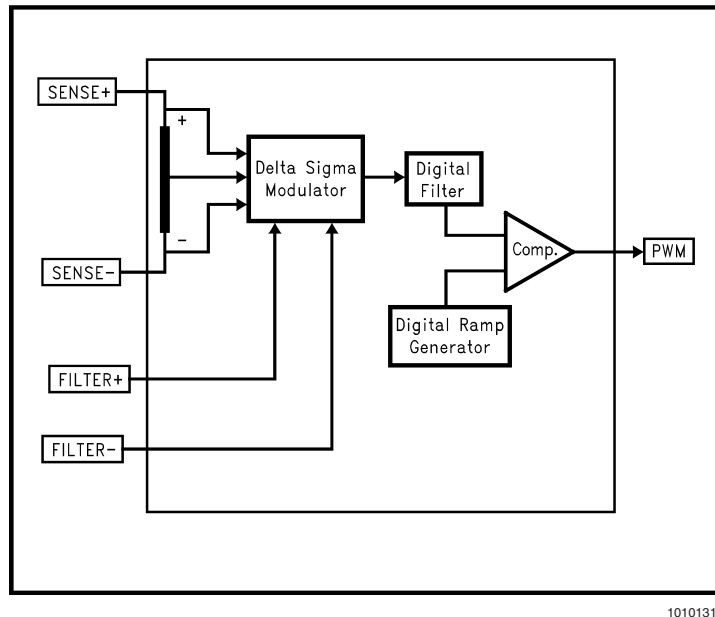 SENSE+
+
Delta Sigma
Modulator
Digital
Filter
-
SENSE-
Comp.
PWM
Digital Ramp
Generator
FILTER+
FILTER-
1010131